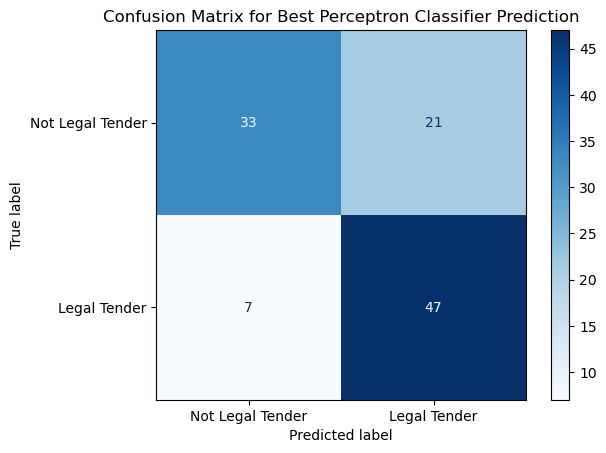 Confusion Matrix for Best Perceptron Classifier Prediction
Not Legal Tender
33
21
Legal Tender
7
47
True label
Not Legal Tender
Legal Tender
Predicted label
45
40
35
30
25
20
15
10